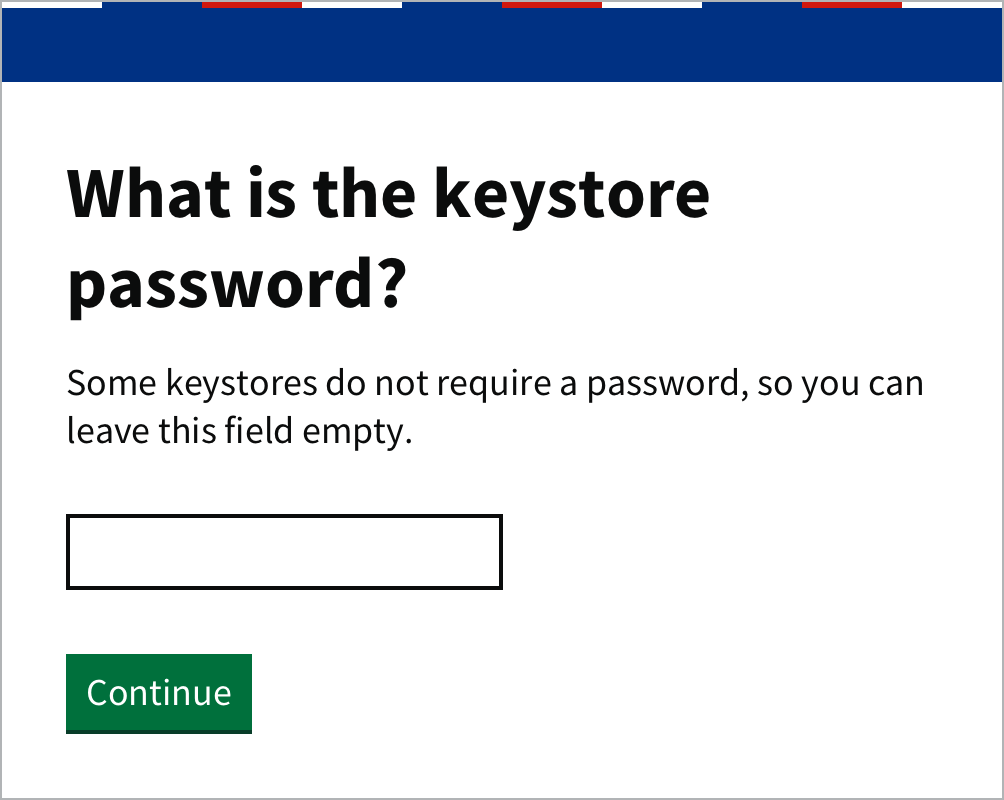 What is the keystore
password?
Some keystores do not require a password, so you can
leave this field empty.
Continue